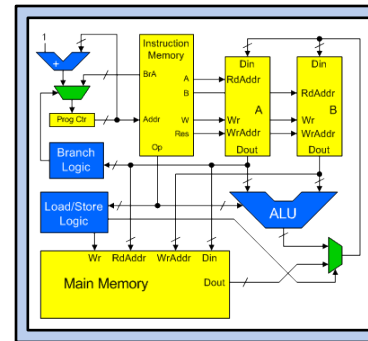 1
+
Prog Ctr
Instruction
Memory
BrA
A
B
Addr
W
Res
Op
Din
RdAddr
A
Wr
WrAddr
Dout
Din
RdAddr
B
Wr
WrAddr
Dout
Branch
Logic
Load/Store
Logic
ALU
Wr RdAddr WrAddr Din
Main Memory
Dout